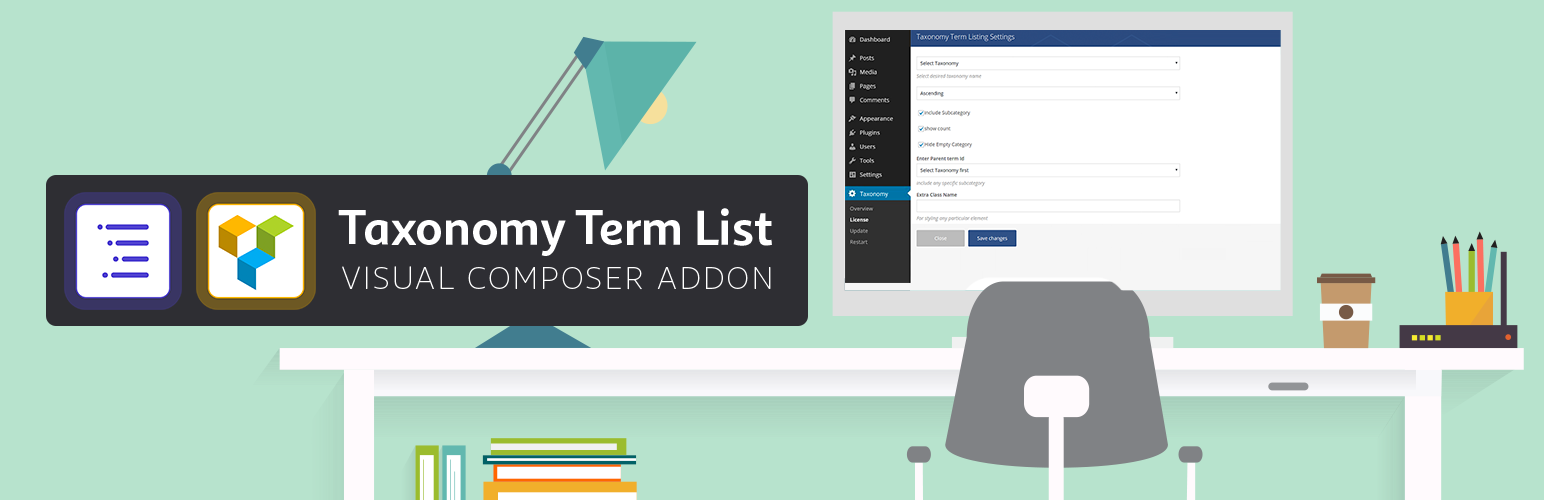 Taxonomy Term List
VISUAL COMPOSER ADDON
Dashboard
Posts
Media
Pages
Comments
Appearance
Plugins
Users
Tools
Settings
Taxonomy
Overview
License
Update
Restart
Taxonomy Term Listing Settings
Select Taxonomy
Select desired taxonomy name
Ascending
Include Subcategory
show count
Hide Empty Category
Enter Parent term id
Select Taxonomy first
Include any specific subcategory
Extra Class Name
For styling any particular element
Close
Save changes